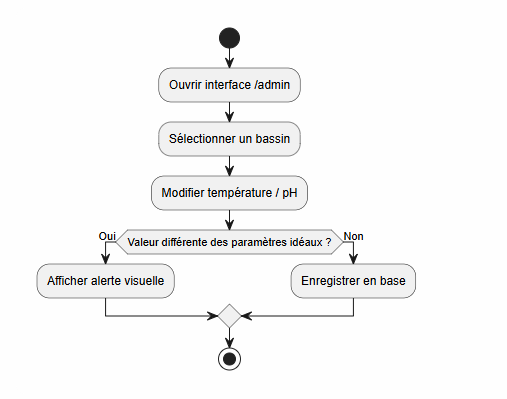 Ouvrir interface /admin
Sélectionner un bassin
Modifier température / pH
Oui
Valeur différente des paramètres idéaux ?
Non
Afficher alerte visuelle
Enregistrer en base